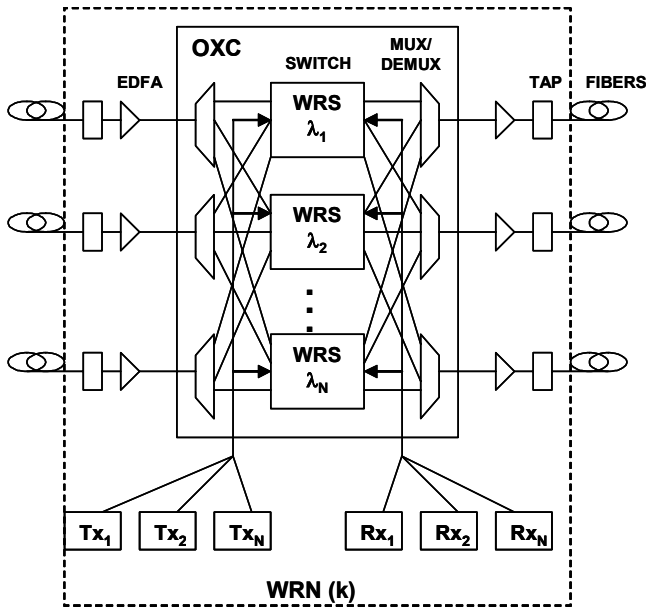 OXC
MUX/
DEMUX
EDFA
SWITCH
TAP
FIBERS
WRS
λ1
WRS
λ2
WRS
λN
Tx1
Tx2
TxN
Rx1
Rx2
RxN
WRN (k)